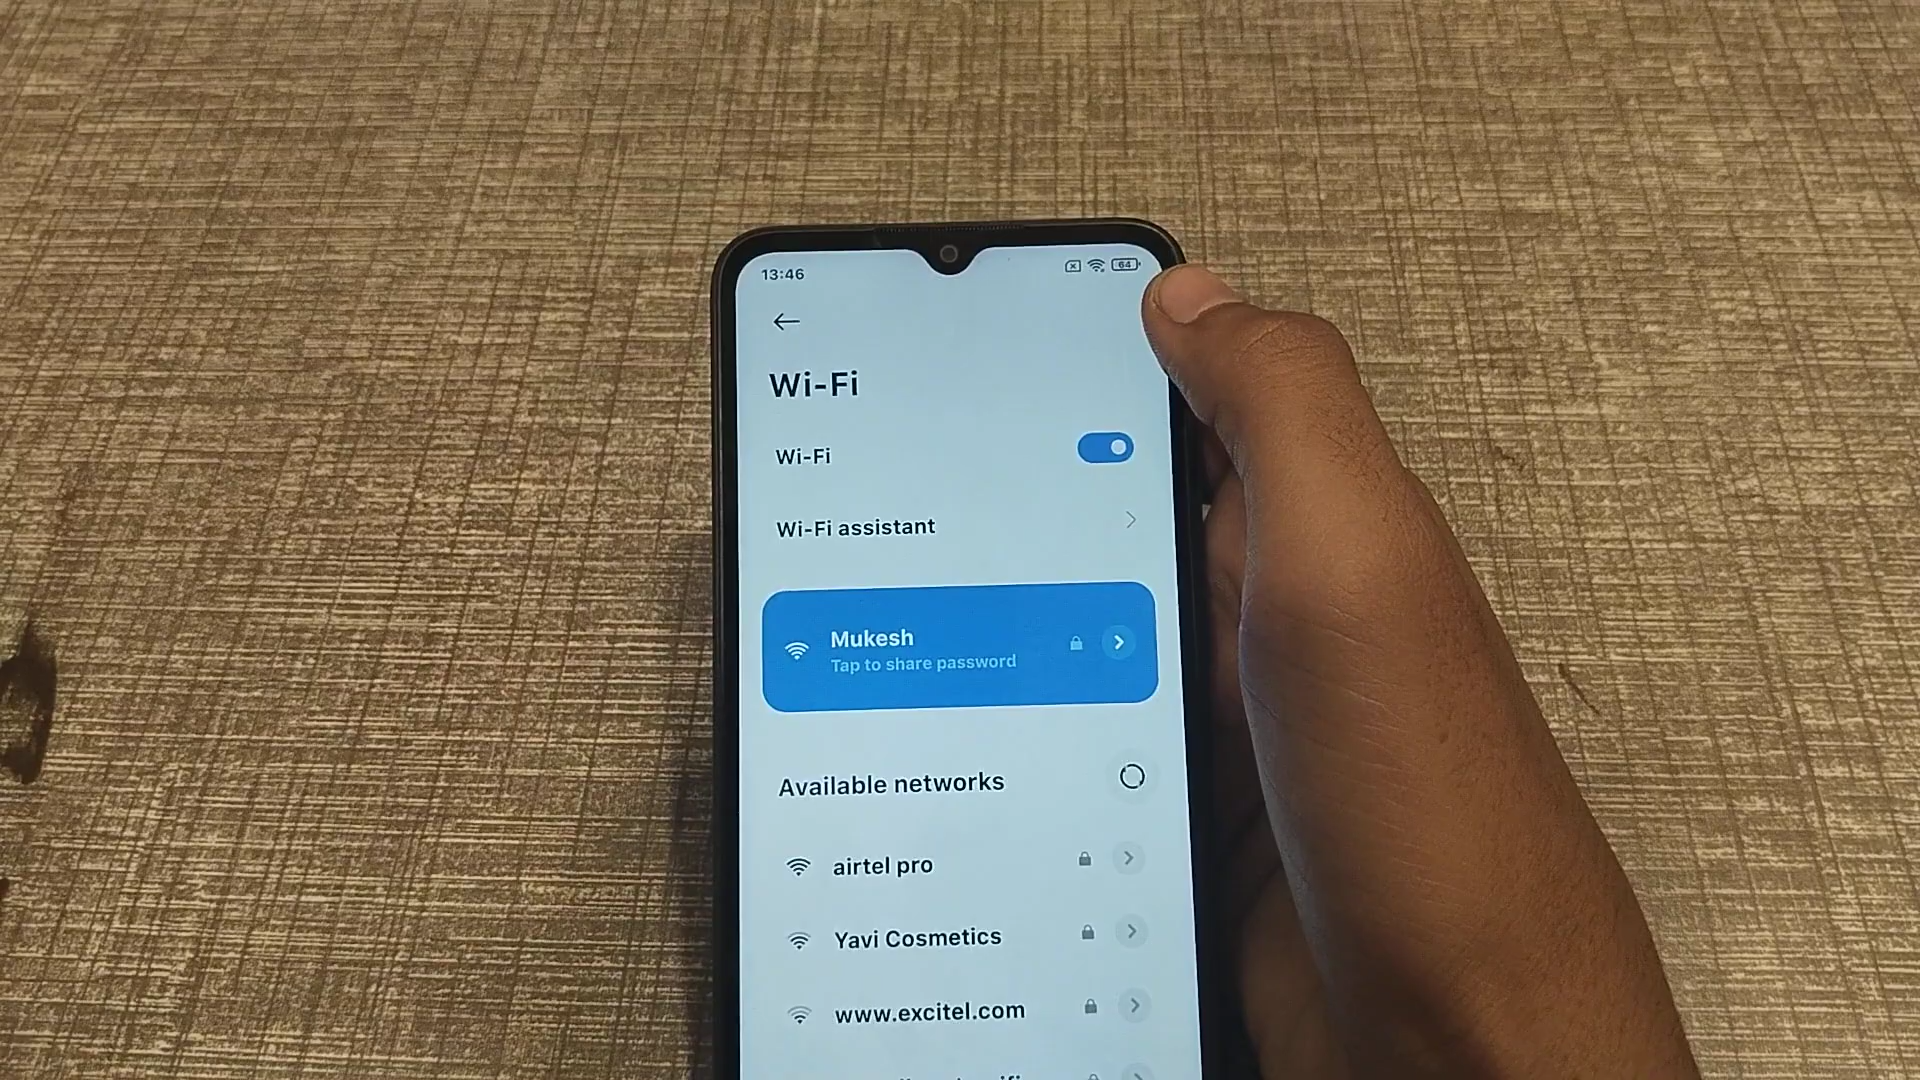 13:46
64
Wi-Fi
Wi-Fi
Wi-Fi assistant
Mukesh
Tap to share password
Available networks
airtel pro
Yavi Cosmetics
www.excitel.com